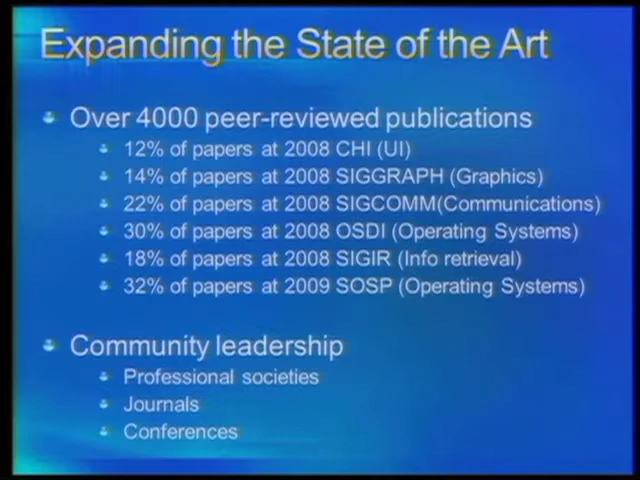 Expanding the State of the Art
Over 4000 peer-reviewed publications
12% of papers at 2008 CHI (UI)
14% of papers at 2008 SIGGRAPH (Graphics)
22% of papers at 2008 SIGCOMM(Communications)
30% of papers at 2008 OSDI (Operating Systems)
18% of papers at 2008 SIGIR (Info retrieval)
32% of papers at 2009 SOSP (Operating Systems)
Community leadership
Professional societies
Journals
Conferences